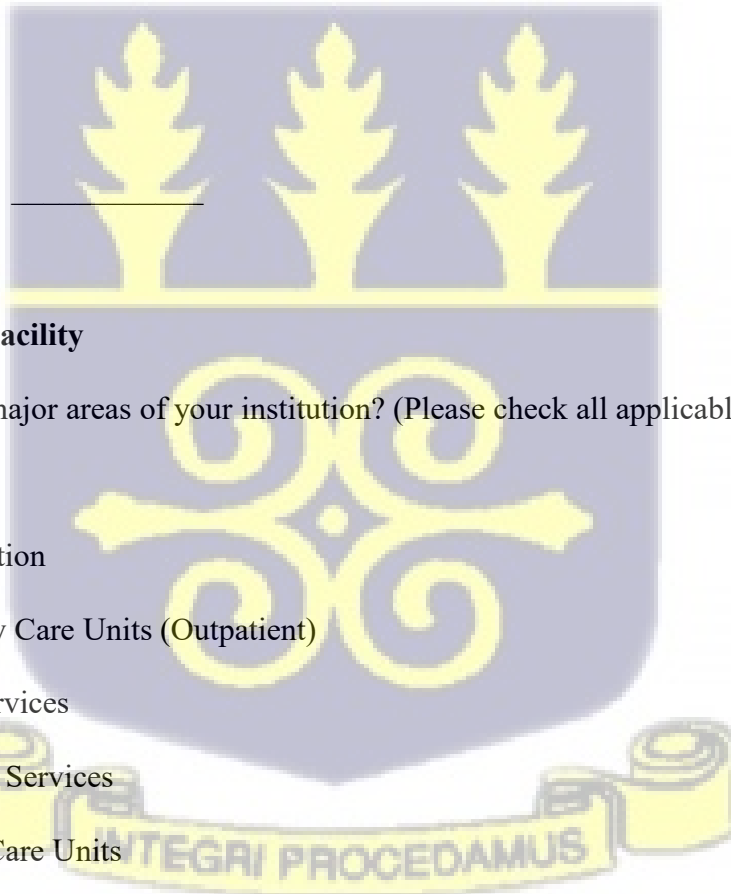 acility
major areas of your institution? (Please check all applicabl
tion
Care Units (Outpatient)
rvices
Services
Care Units
INTEGRI PROCEDAMUS